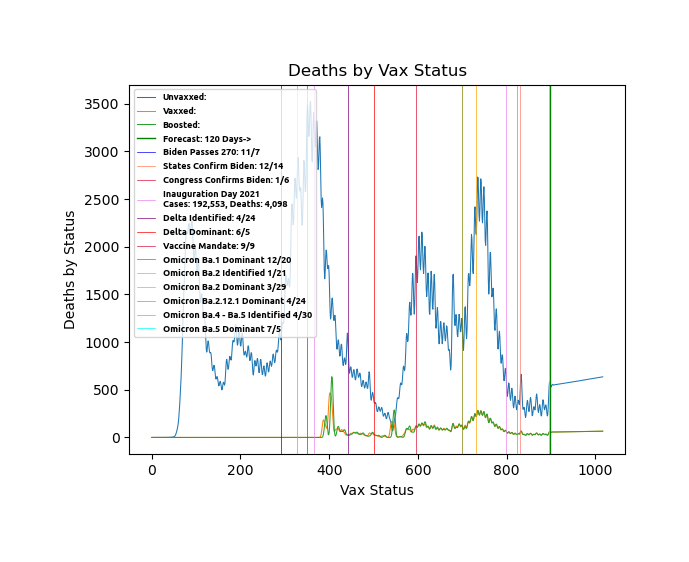 Deaths by Vax Status
Deaths by Status
3500
3000
2500
2000
1500
1000
500
0
Unvaxxed:
Vaxxed:
Boosted:
Forecast: 120 Days->
Biden Passes 270: 11/7
States Confirm Biden: 12/14
Congress Confirms Biden: 1/6
Inauguration Day 2021
Cases: 192,553, Deaths: 4,098
Delta Identified: 4/24
Delta Dominant: 6/5
Vaccine Mandate: 9/9
Omicron Ba.1 Dominant 12/20
Omicron Ba.2 Identified 1/21
Omicron Ba.2 Dominant 3/29
Omicron Ba.2.12.1 Dominant 4/24
Omicron Ba.4 - Ba.5 Identified 4/30
Omicron Ba.5 Dominant 7/5
0 200 400 600 800 1000
Vax Status